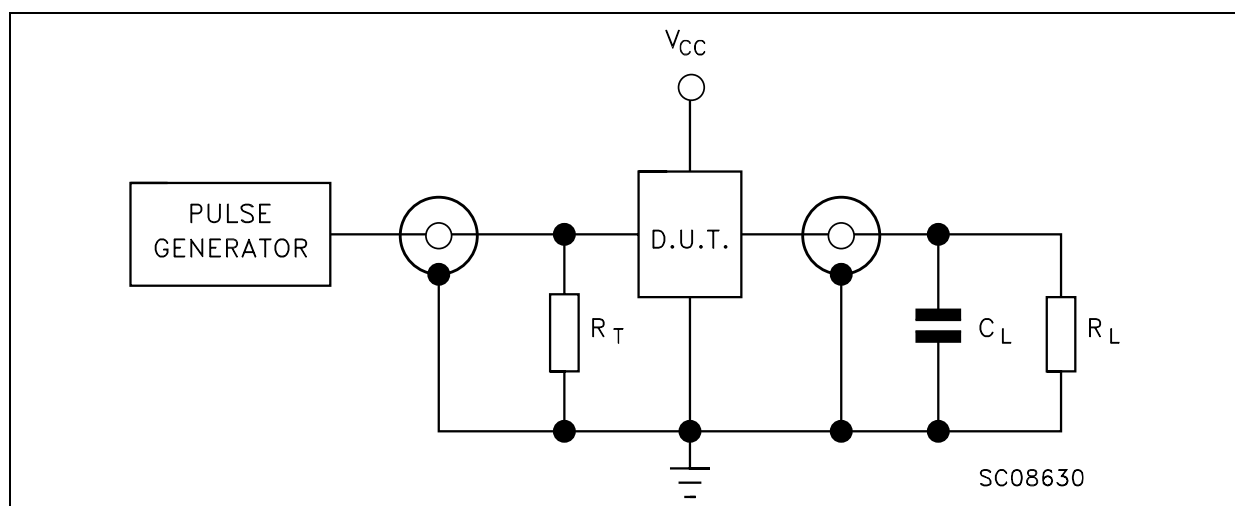 VCC
PULSE
GENERATOR
D.U.T.
RT
CL
RL
SC08630